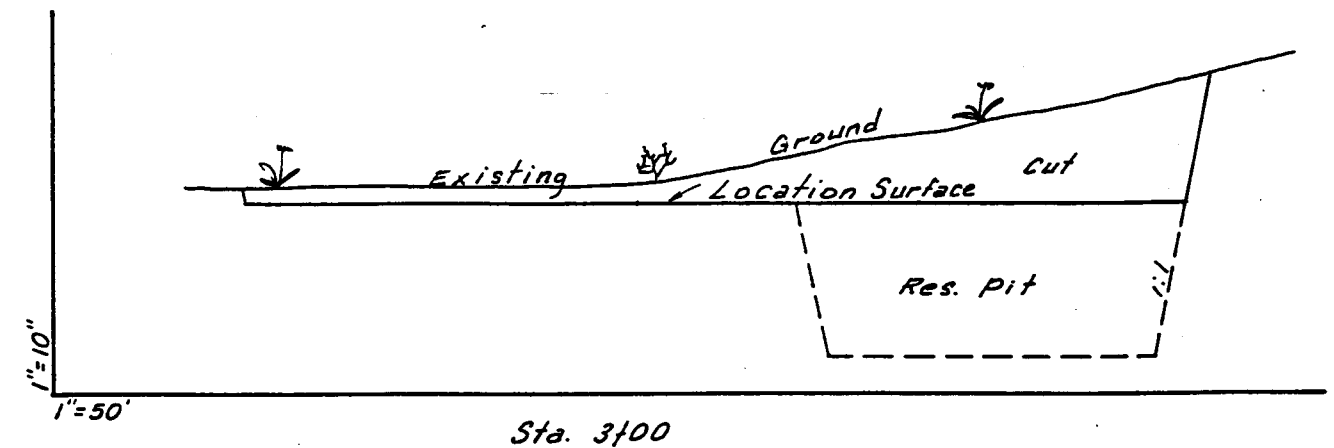 Ground
Existing
Cut
Location Surface
Res. Pit
1:1
1"=10"
1"=50'
Sta. 3+00